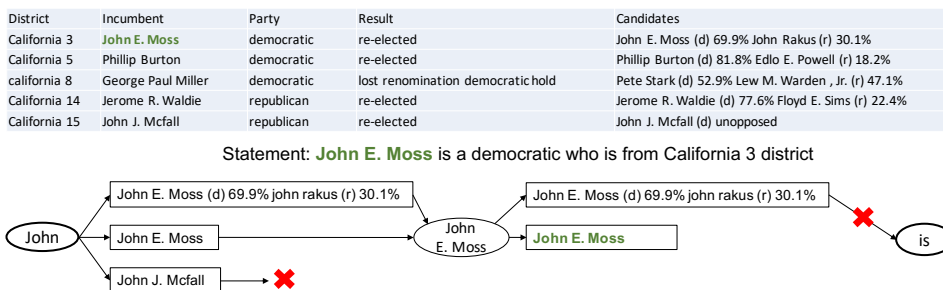 District Incumbent Party Result Candidates
California 3 John E. Moss democratic re-elected John E. Moss (d) 69.9% John Rakus (r) 30.1%
California 5 Phillip Burton democratic re-elected Phillip Burton (d) 81.8% Edlo E. Powell (r) 18.2%
california 8 George Paul Miller democratic lost renomination democratic hold Pete Stark (d) 52.9% Lew M. Warden , Jr. (r) 47.1%
California 14 Jerome R. Waldie republican re-elected Jerome R. Waldie (d) 77.6% Floyd E. Sims (r) 22.4%
California 15 John J. Mcfall republican re-elected John J. Mcfall (d) unopposed
Statement: John E. Moss is a democratic who is from California 3 district
John E. Moss (d) 69.9% john rakus (r) 30.1%
John E. Moss (d) 69.9% john rakus (r) 30.1%
John
John E. Moss
John
E. Moss
John E. Moss
is
John J. Mcfall